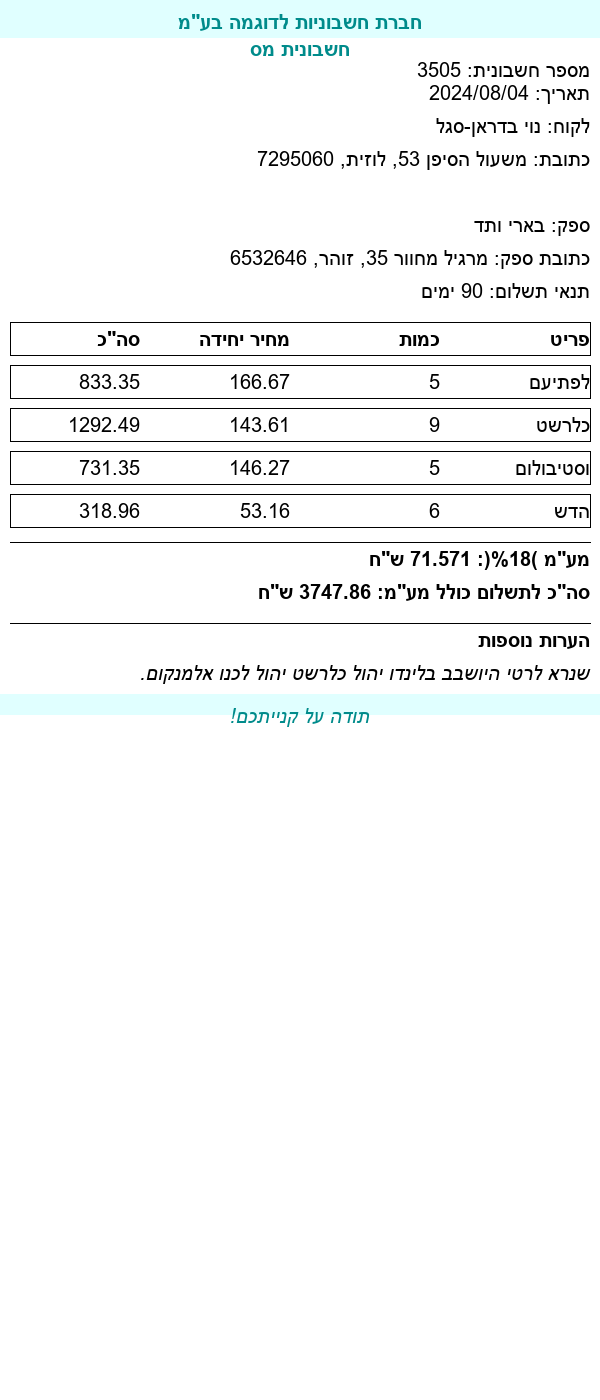 חברת חשבוניות לדוגמה בע"מ
חשבונית מס
מספר חשבונית: 3505
תאריך: 2024/08/04
לקוח: נוי בדראן-סגל
כתובת: משעול הסיפן 53, לוזית, 7295060
ספק: בארי ותד
כתובת ספק: מרגיל מחוור 35, זוהר, 6532646
תנאי תשלום: 90 ימים
פריט כמות מחיר יחידה סה"כ
לפתיעם 5 166.67 833.35
כלרשט 9 143.61 1292.49
וסטיבולום 5 146.27 731.35
הדש 6 53.16 318.96
מע"מ )18%(: 71.571 ש"ח
סה"כ לתשלום כולל מע"מ: 3747.86 ש"ח
הערות נוספות
שנרא לרטי היושבב בלינדו יהול כלרשט יהול לכנו אלמנקום.
תודה על קנייתכם!